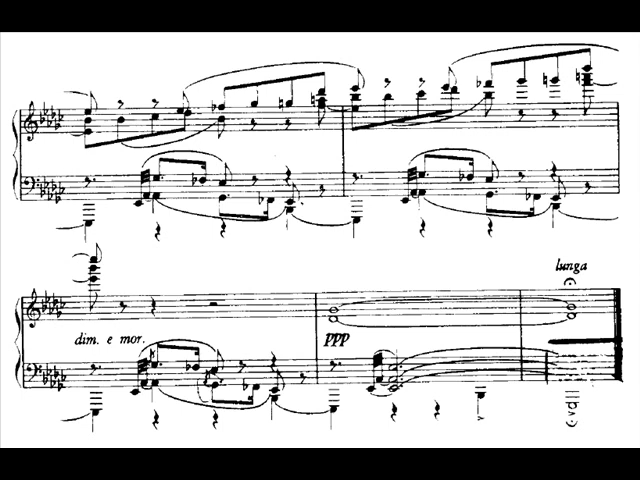 lunga
dim. e mor.
ppp